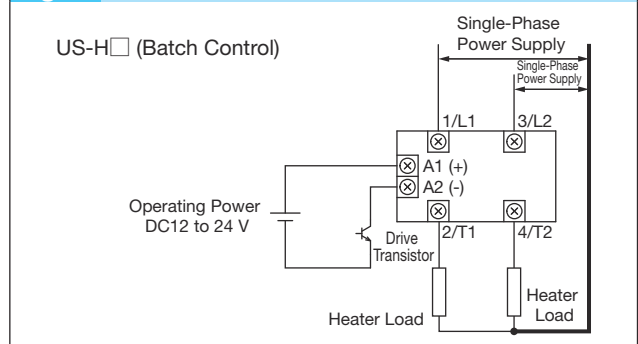 US-H□ (Batch Control)
Single-Phase
Power Supply
Single-Phase
Power Supply
1/L1
3/L2
A1 (+)
A2 (-)
Operating Power
DC12 to 24 V
Drive
Transistor
2/T1
4/T2
Heater Load
Heater
Load